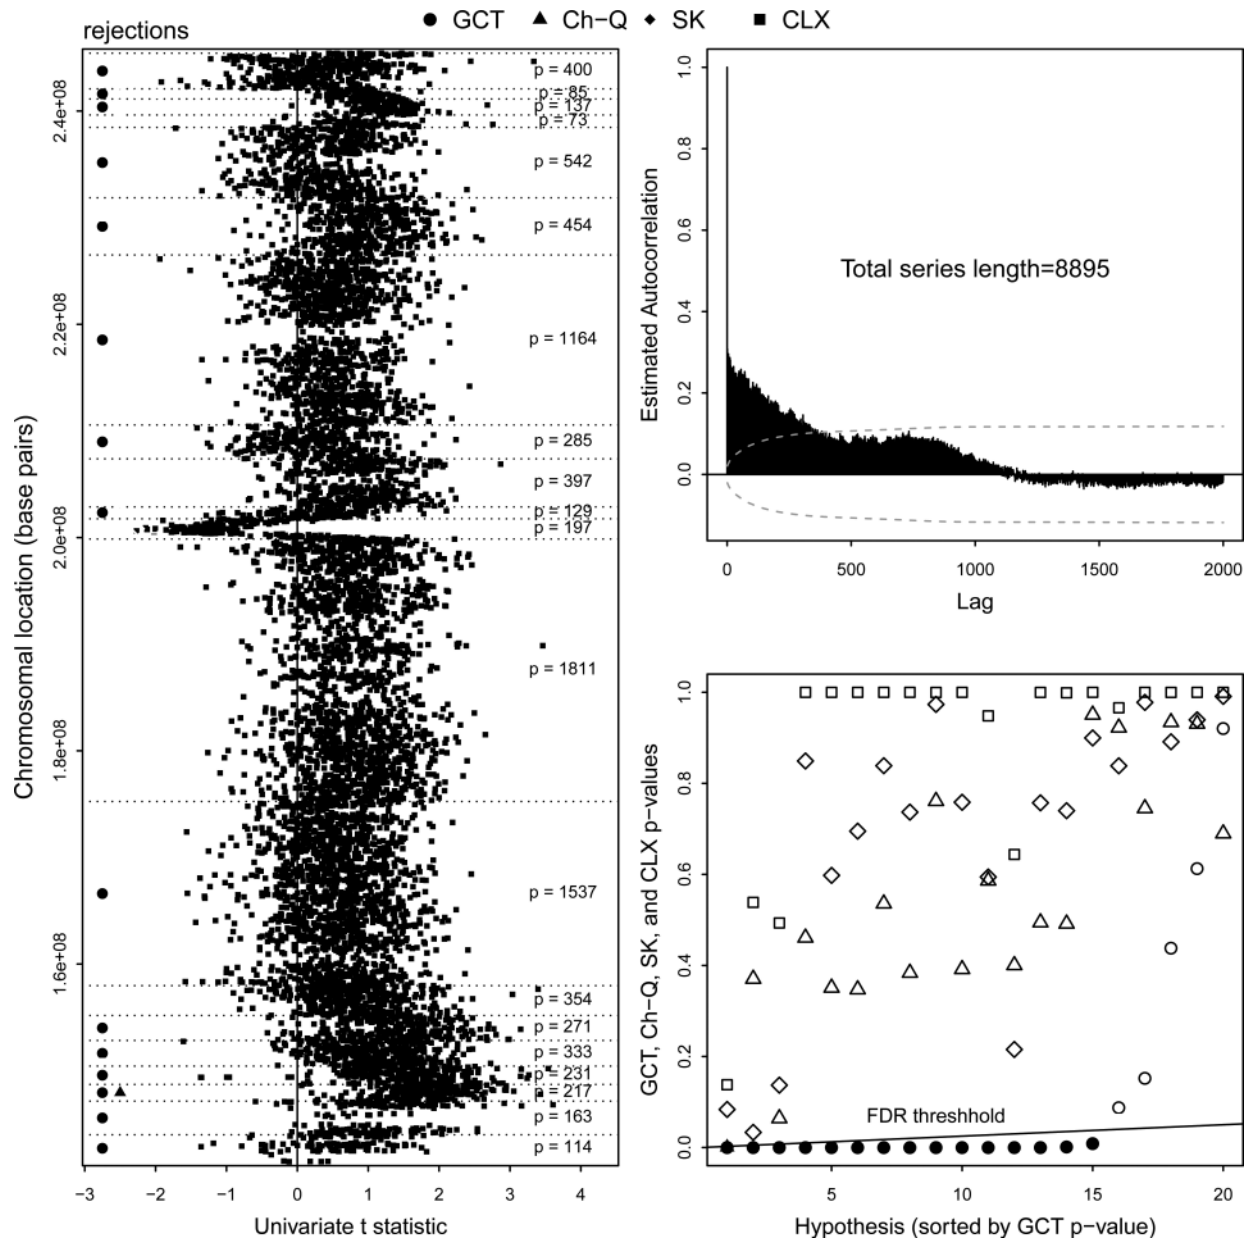 rejections
GCT Ch−Q SK CLX
p = 400
p = 85
p = 137
p = 73
p = 542
p = 454
p = 1164
p = 285
p = 397
p = 129
p = 197
p = 1811
p = 1537
p = 354
p = 271
p = 333
p = 231
p = 217
p = 163
p = 114
2.4e+08
2.2e+08
2.0e+08
1.8e+08
1.6e+08
Chromosomal location (base pairs)
−3 −2 −1 0 1 2 3 4
Univariate t statistic
1.0
0.8
0.6
0.4
0.2
0.0
Estimated Autocorrelation
Total series length=8895
0 500 1000 1500 2000
Lag
1.0
0.8
0.6
0.4
0.2
0.0
GCT, Ch−Q, SK, and CLX p−values
FDR threshhold
5 10 15 20
Hypothesis (sorted by GCT p−value)